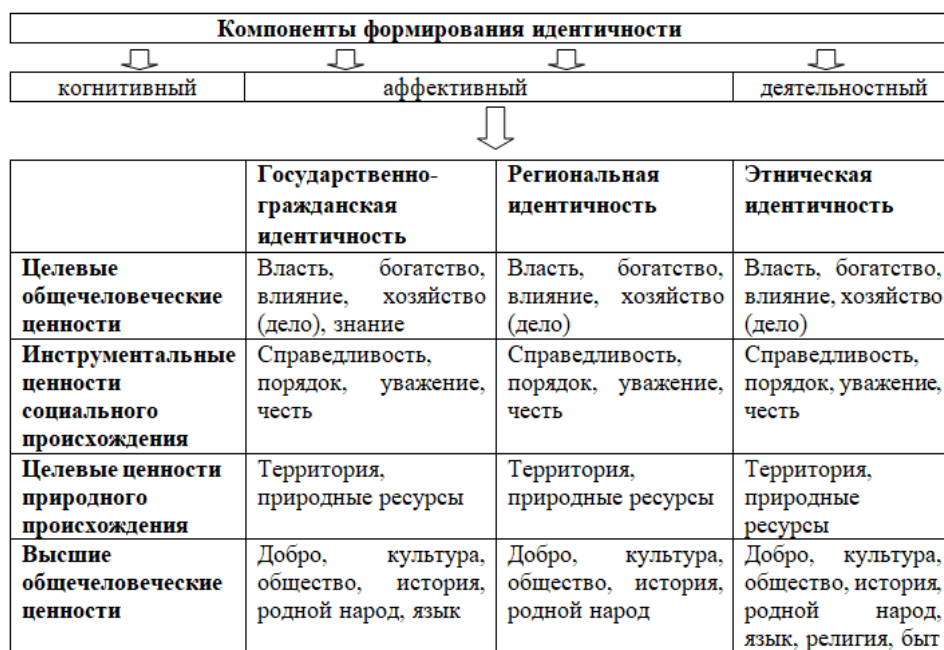 Компоненты формирования идентичности
когнитивный аффективный деятельностный
Государственно-
гражданская
идентичность
Региональная
идентичность
Этническая
идентичность
Целевые
общечеловеческие
ценности
Власть, богатство,
влияние, хозяйство
(дело), знание
Власть, богатство,
влияние, хозяйство
(дело)
Власть, богатство,
влияние, хозяйство
(дело)
Инструментальные
ценности
социального
происхождения
Справедливость,
порядок, уважение,
честь
Справедливость,
порядок, уважение,
честь
Справедливость,
порядок, уважение,
честь
Целевые ценности
природного
происхождения
Территория,
природные ресурсы
Территория,
природные ресурсы
Территория,
природные
ресурсы
Высшие
общечеловеческие
ценности
Добро, культура,
общество, история,
родной народ, язык
Добро, культура,
общество, история,
родной народ
Добро, культура,
общество, история,
родной народ,
язык, религия, быт